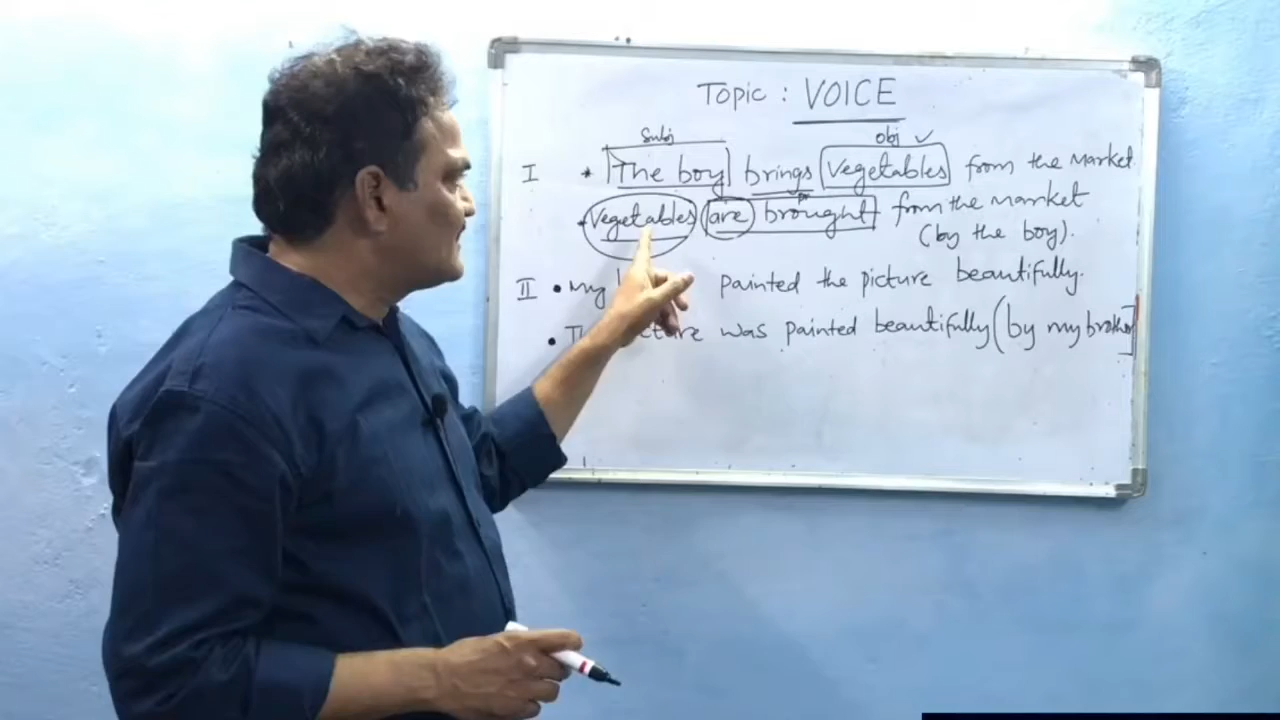 Topic : VOICE
Subj obj
I The boy brings vegetables from the market.
vegetables are brought from the market
(by the boy).
II My painted the picture beautifully.
was painted beautifully (by my brother]